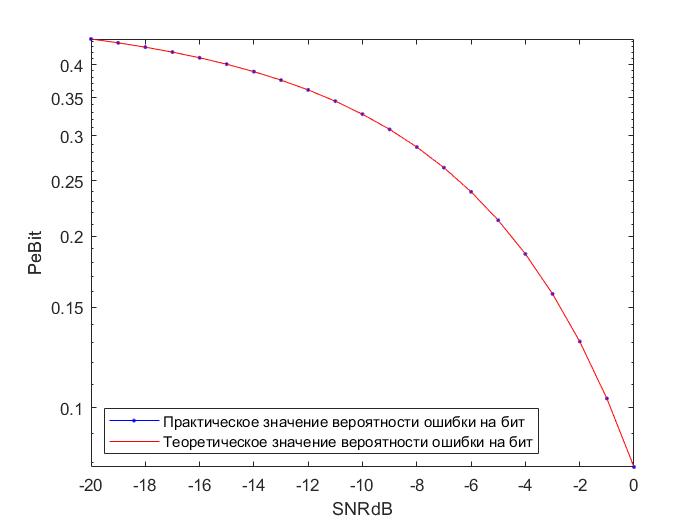 0.4
0.35
0.3
0.25
0.2
0.15
0.1
PeBit
Практическое значение вероятности ошибки на бит
Теоретическое значение вероятности ошибки на бит
-20 -18 -16 -14 -12 -10 -8 -6 -4 -2 0
SNRdB